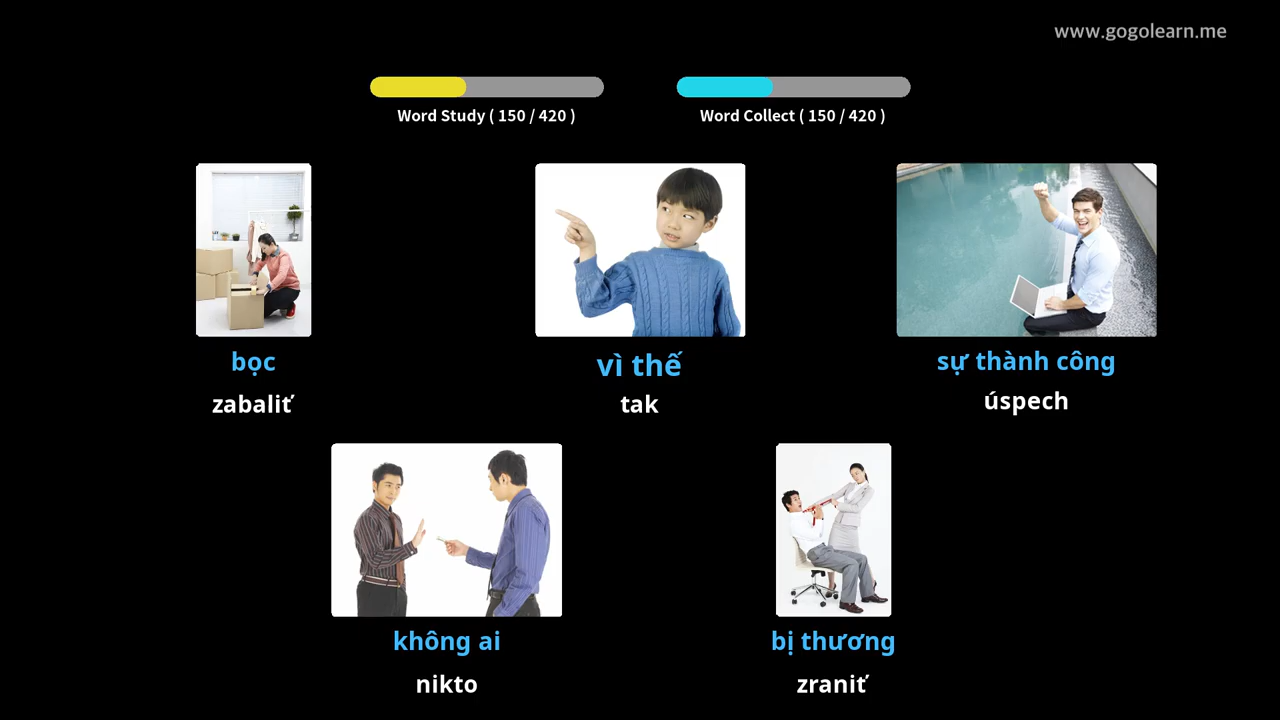 www.gogolearn.me
Word Study ( 150 / 420 )
Word Collect ( 150 / 420 )
bọc
zabaliť
vì thế
tak
sự thành công
úspech
không ai
nikto
bị thương
zraniť